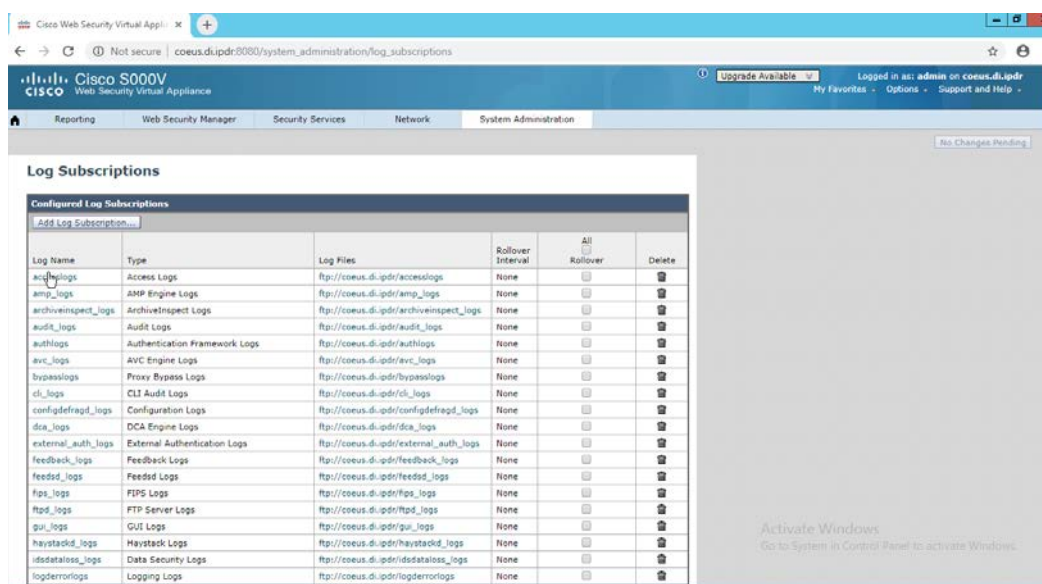 Cisco Web Security Virtual Appli
Not secure | coeus.di.ipdr:8080/system_administration/log_subscriptions
CISCO
Cisco S000V
Web Security Virtual Appliance
Upgrade Available
Logged in as: admin on coeus.di.ipdr
My Favorites Options Support and Help
Reporting Web Security Manager Security Services Network System Administration
No Changes Pending
Log Subscriptions
Configured Log Subscriptions
Add Log Subscription...
Log Name Type Log Files Rollover Interval All Rollover Delete
accesslogs Access Logs ftp://coeus.di.ipdr/accesslogs None
amp_logs AMP Engine Logs ftp://coeus.di.ipdr/amp_logs None
archiveinspect_logs ArchiveInspect Logs ftp://coeus.di.ipdr/archiveinspect_logs None
audit_logs Audit Logs ftp://coeus.di.ipdr/audit_logs None
authlogs Authentication Framework Logs ftp://coeus.di.ipdr/authlogs None
avc_logs AVC Engine Logs ftp://coeus.di.ipdr/avc_logs None
bypasslogs Proxy Bypass Logs ftp://coeus.di.ipdr/bypasslogs None
cli_logs CLI Audit Logs ftp://coeus.di.ipdr/cli_logs None
configdefragd_logs Configuration Logs ftp://coeus.di.ipdr/configdefragd_logs None
dca_logs DCA Engine Logs ftp://coeus.di.ipdr/dca_logs None
external_auth_logs External Authentication Logs ftp://coeus.di.ipdr/external_auth_logs None
feedback_logs Feedback Logs ftp://coeus.di.ipdr/feedback_logs None
feedsd_logs Feedsd Logs ftp://coeus.di.ipdr/feedsd_logs None
fips_logs FIPS Logs ftp://coeus.di.ipdr/fips_logs None
ftpd_logs FTP Server Logs ftp://coeus.di.ipdr/ftpd_logs None
gui_logs GUI Logs ftp://coeus.di.ipdr/gui_logs None
haystackd_logs Haystack Logs ftp://coeus.di.ipdr/haystackd_logs None
idsdataloss_logs Data Security Logs ftp://coeus.di.ipdr/idsdataloss_logs None
logderrorlogs Logging Logs ftp://coeus.di.ipdr/logderrorlogs None
Activate Windows
Go to System in Control Panel to activate Windows.